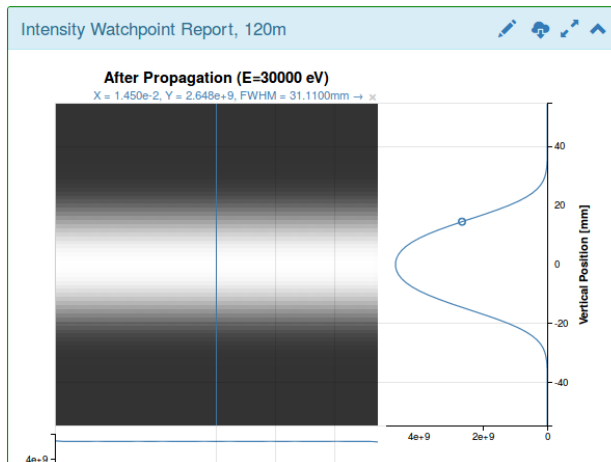 Intensity Watchpoint Report, 120m
After Propagation (E=30000 eV)
X = 1.450e-2, Y = 2.648e+9, FWHM = 31.1100mm → ×
40
20
0
-20
-40
Vertical Position [mm]
4e+9 2e+9 0
4e+9